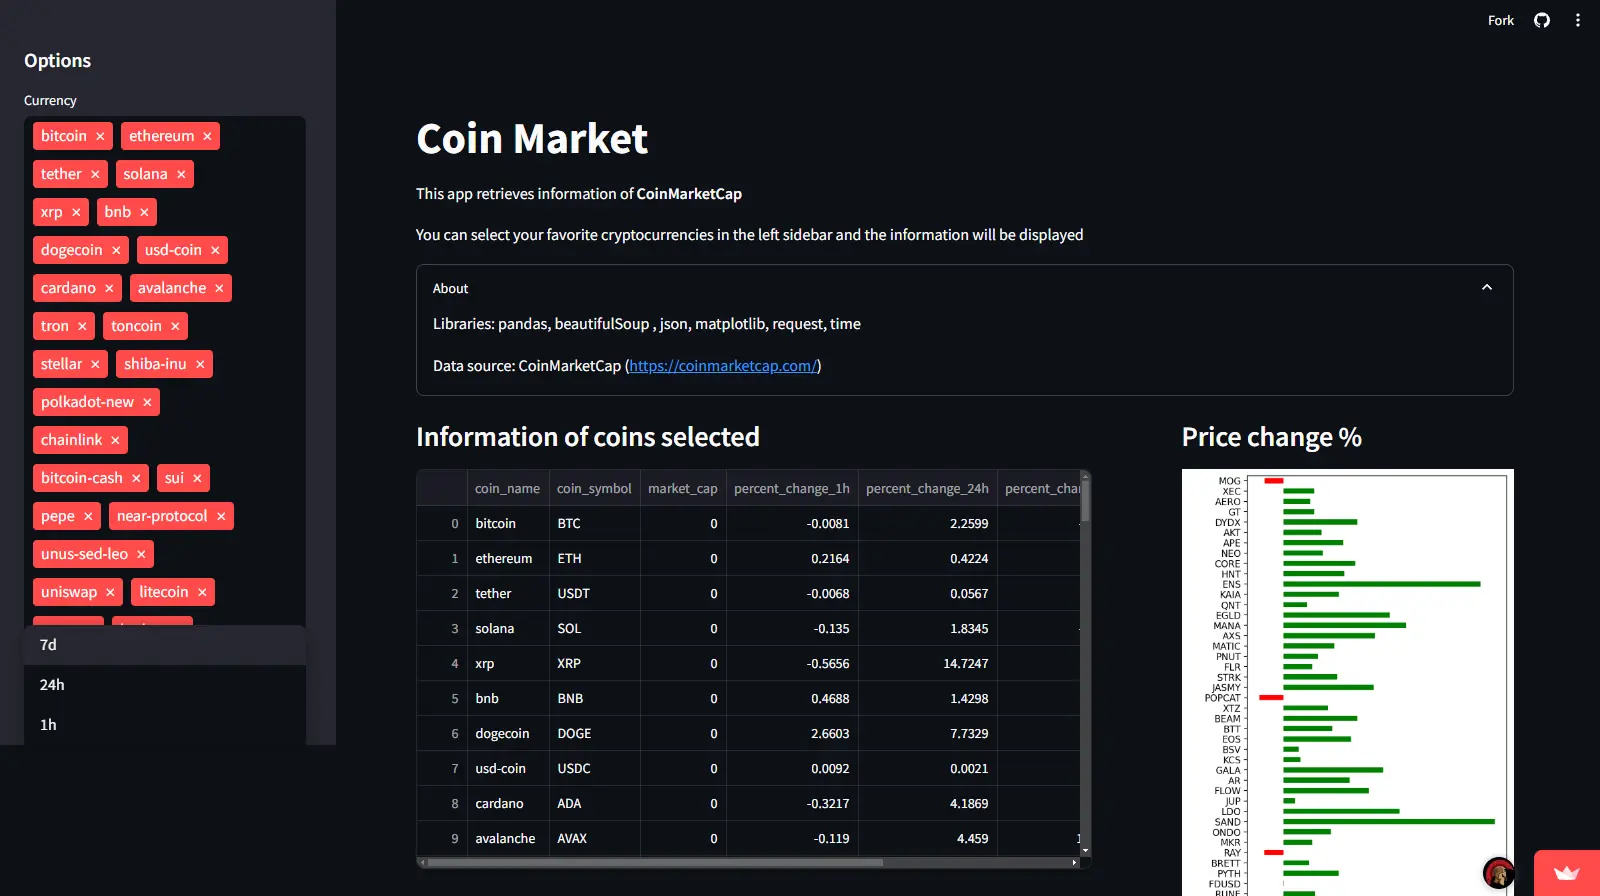 Fork
Options
Currency
bitcoin × ethereum ×
tether × solana ×
xrp × bnb ×
dogecoin × usd-coin ×
cardano × avalanche ×
tron × toncoin ×
stellar × shiba-inu ×
polkadot-new ×
chainlink ×
bitcoin-cash × sui ×
pepe × near-protocol ×
unus-sed-leo ×
uniswap × litecoin ×
7d
24h
1h
Coin Market
This app retrieves information of CoinMarketCap
You can select your favorite cryptocurrencies in the left sidebar and the information will be displayed
About
Libraries: pandas, beautifulSoup , json, matplotlib, request, time
Data source: CoinMarketCap (https://coinmarketcap.com/)
Information of coins selected
coin_name coin_symbol market_cap percent_change_1h percent_change_24h percent_cha
0 bitcoin BTC 0 -0.0081 2.2599
1 ethereum ETH 0 0.2164 0.4224
2 tether USDT 0 -0.0068 0.0567
3 solana SOL 0 -0.135 1.8345
4 xrp XRP 0 -0.5656 14.7247
5 bnb BNB 0 0.4688 1.4298
6 dogecoin DOGE 0 2.6603 7.7329
7 usd-coin USDC 0 0.0092 0.0021
8 cardano ADA 0 -0.3217 4.1869
9 avalanche AVAX 0 -0.119 4.459
Price change %
MOG
XEC
AERO
GT
DYDX
AKT
APE
NEO
CORE
HNT
ENS
KAIA
QNT
EGLD
MANA
AXS
MATIC
PNUT
FLR
STRK
JASMY
POPCAT
XTZ
BEAM
BTT
EOS
BSV
KCS
GALA
AR
FLOW
JUP
LDO
SAND
ONDO
MKR
RAY
BRETT
PYTH
FDUSD
RUNE